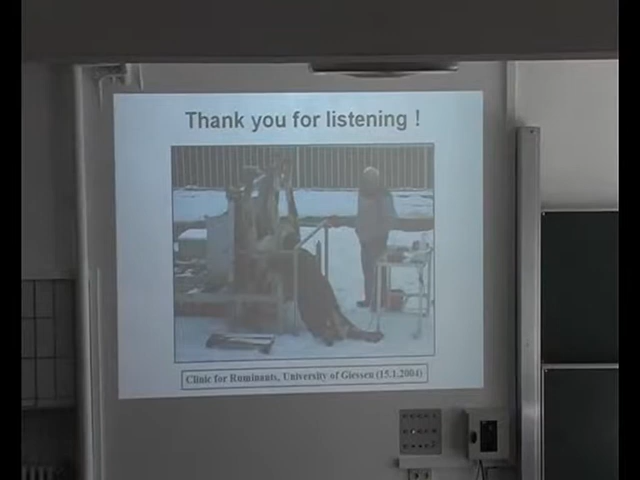 Thank you for listening !
Clinic for Ruminants, University of Giessen (15.1.2004)